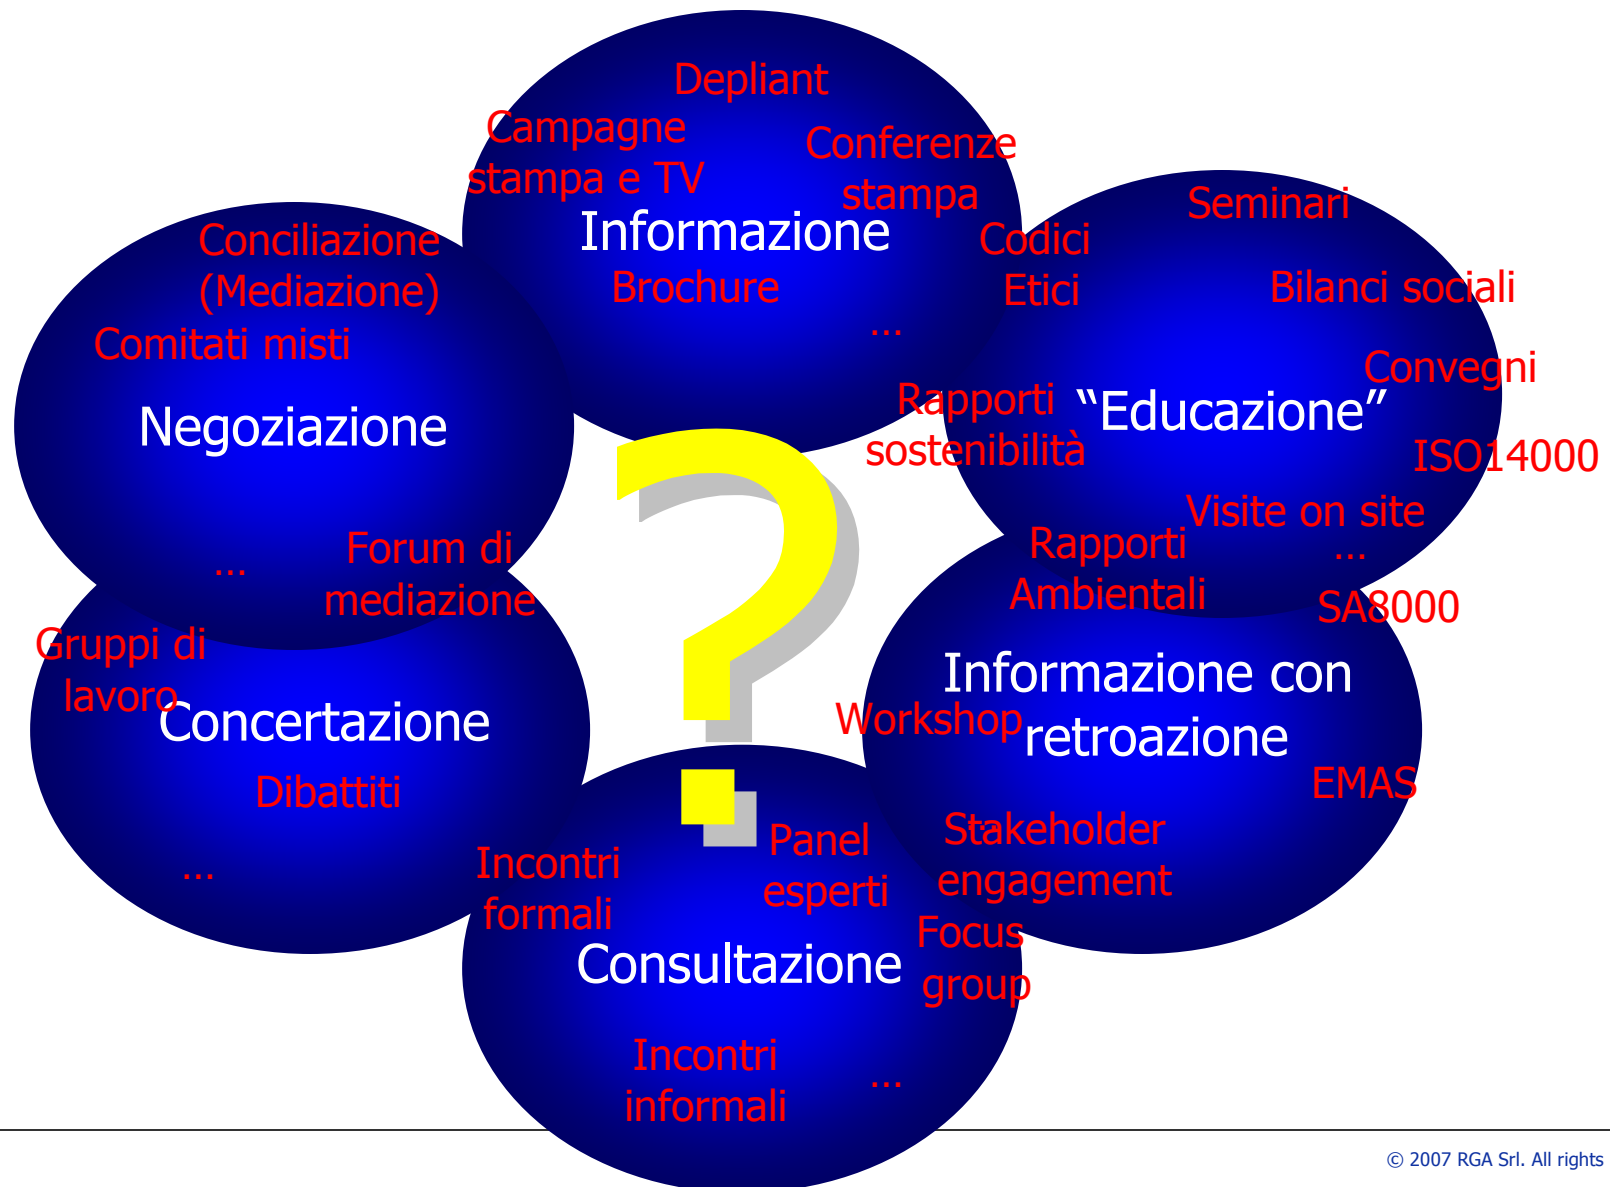 Depliant
Campagne
stampa e TV
Conferenze
stampa
Informazione
Brochure
...
Codici
Etici
Seminari
Bilanci sociali
Convegni
Rapporti
sostenibilità
“Educazione”
ISO14000
Visite on site
...
Conciliazione
(Mediazione)
Comitati misti
Negoziazione
...
Forum di
mediazione
Rapporti
Ambientali
SA8000
Informazione con
retroazione
Workshop
EMAS
...
Stakeholder
engagement
Gruppi di
lavoro
Concertazione
Dibattiti
...
Incontri
formali
Panel
esperti
Focus
group
Consultazione
Incontri
informali
...
?
© 2007 RGA Srl. All rights